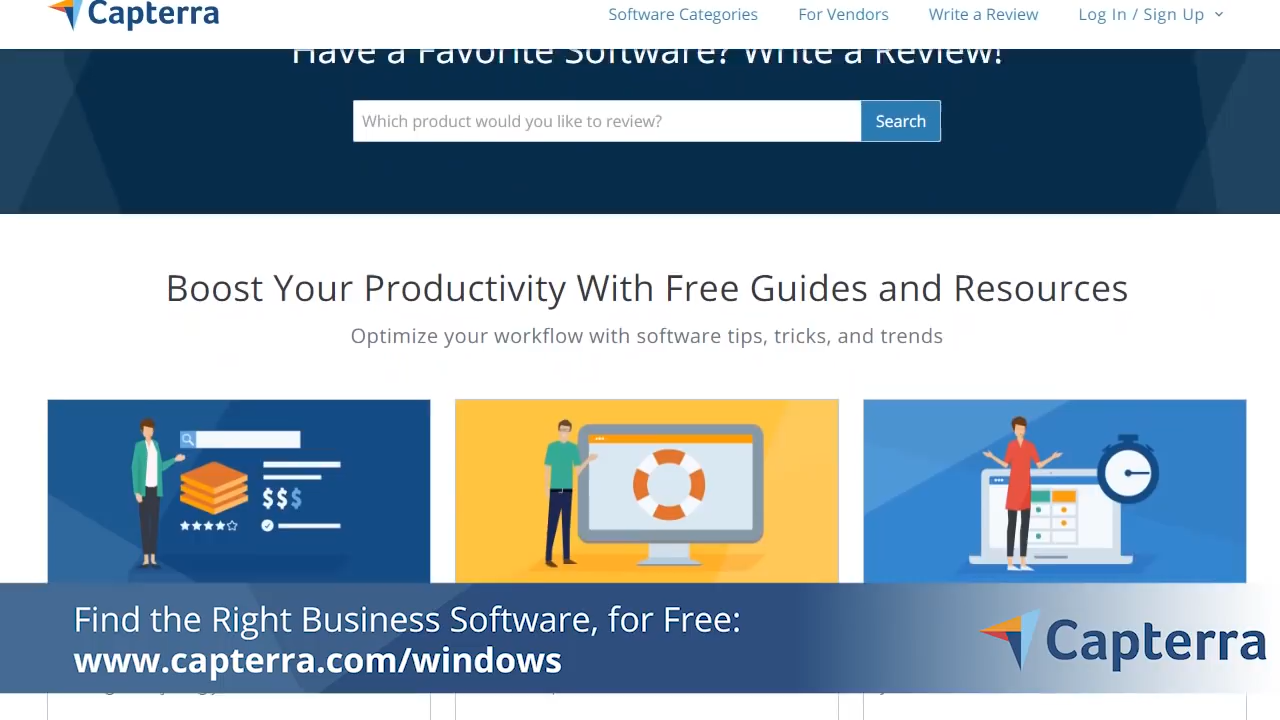 Capterra
Software Categories
For Vendors
Write a Review
Log In / Sign Up
Have a Favorite Software? Write a Review!
Which product would you like to review?
Search
Boost Your Productivity With Free Guides and Resources
Optimize your workflow with software tips, tricks, and trends
$$$
Find the Right Business Software, for Free:
www.capterra.com/windows
Capterra